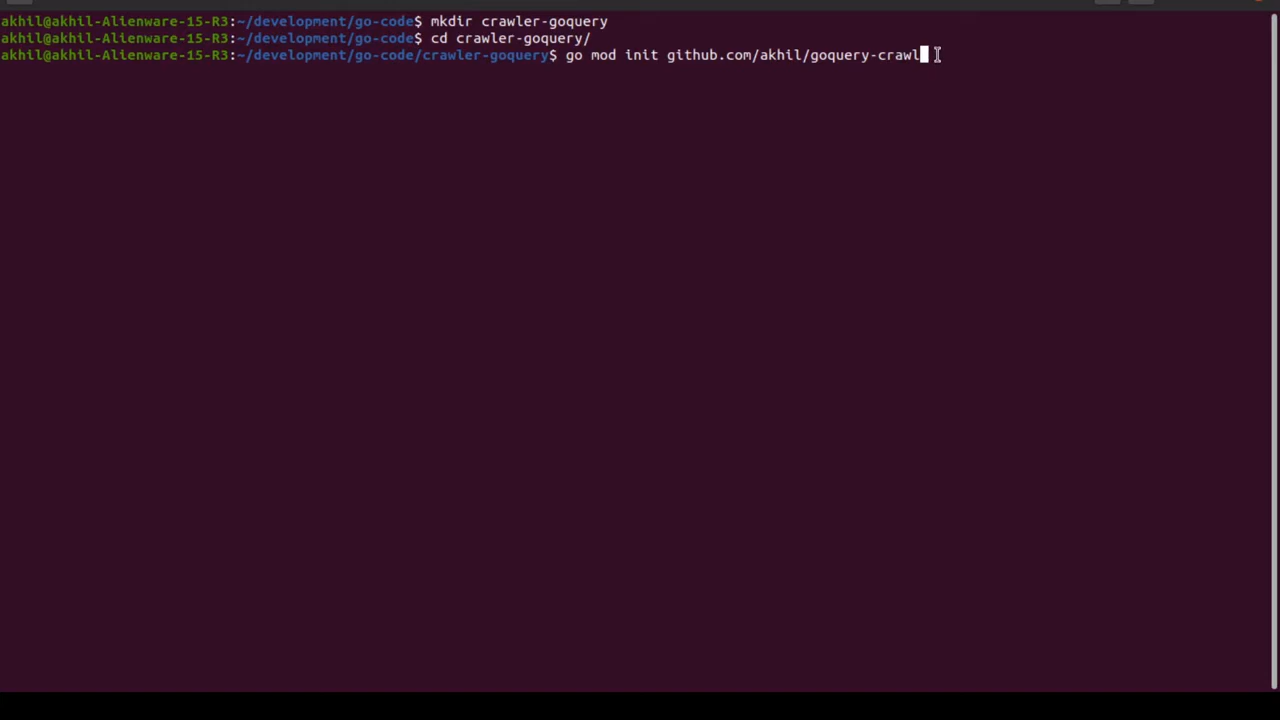 akhil@akhil-Alienware-15-R3:~/development/go-code$ mkdir crawler-goquery
akhil@akhil-Alienware-15-R3:~/development/go-code$ cd crawler-goquery/
akhil@akhil-Alienware-15-R3:~/development/go-code/crawler-goquery$ go mod init github.com/akhil/goquery-crawl